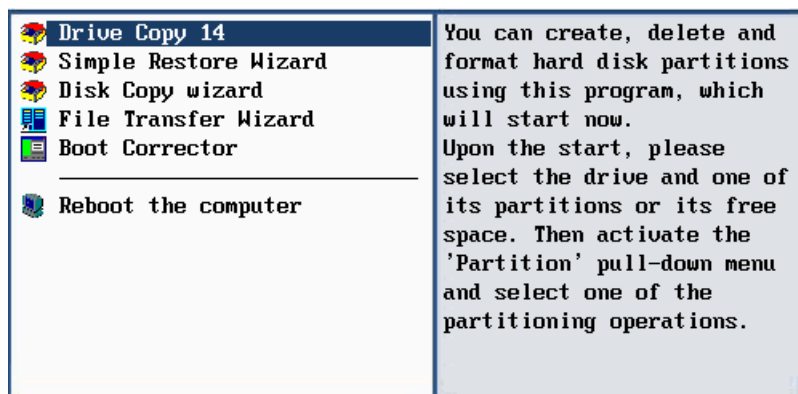 Drive Copy 14
Simple Restore Wizard
Disk Copy wizard
File Transfer Wizard
Boot Corrector
Reboot the computer
You can create, delete and
format hard disk partitions
using this program, which
will start now.
Upon the start, please
select the drive and one of
its partitions or its free
space. Then activate the
'Partition' pull-down menu
and select one of the
partitioning operations.